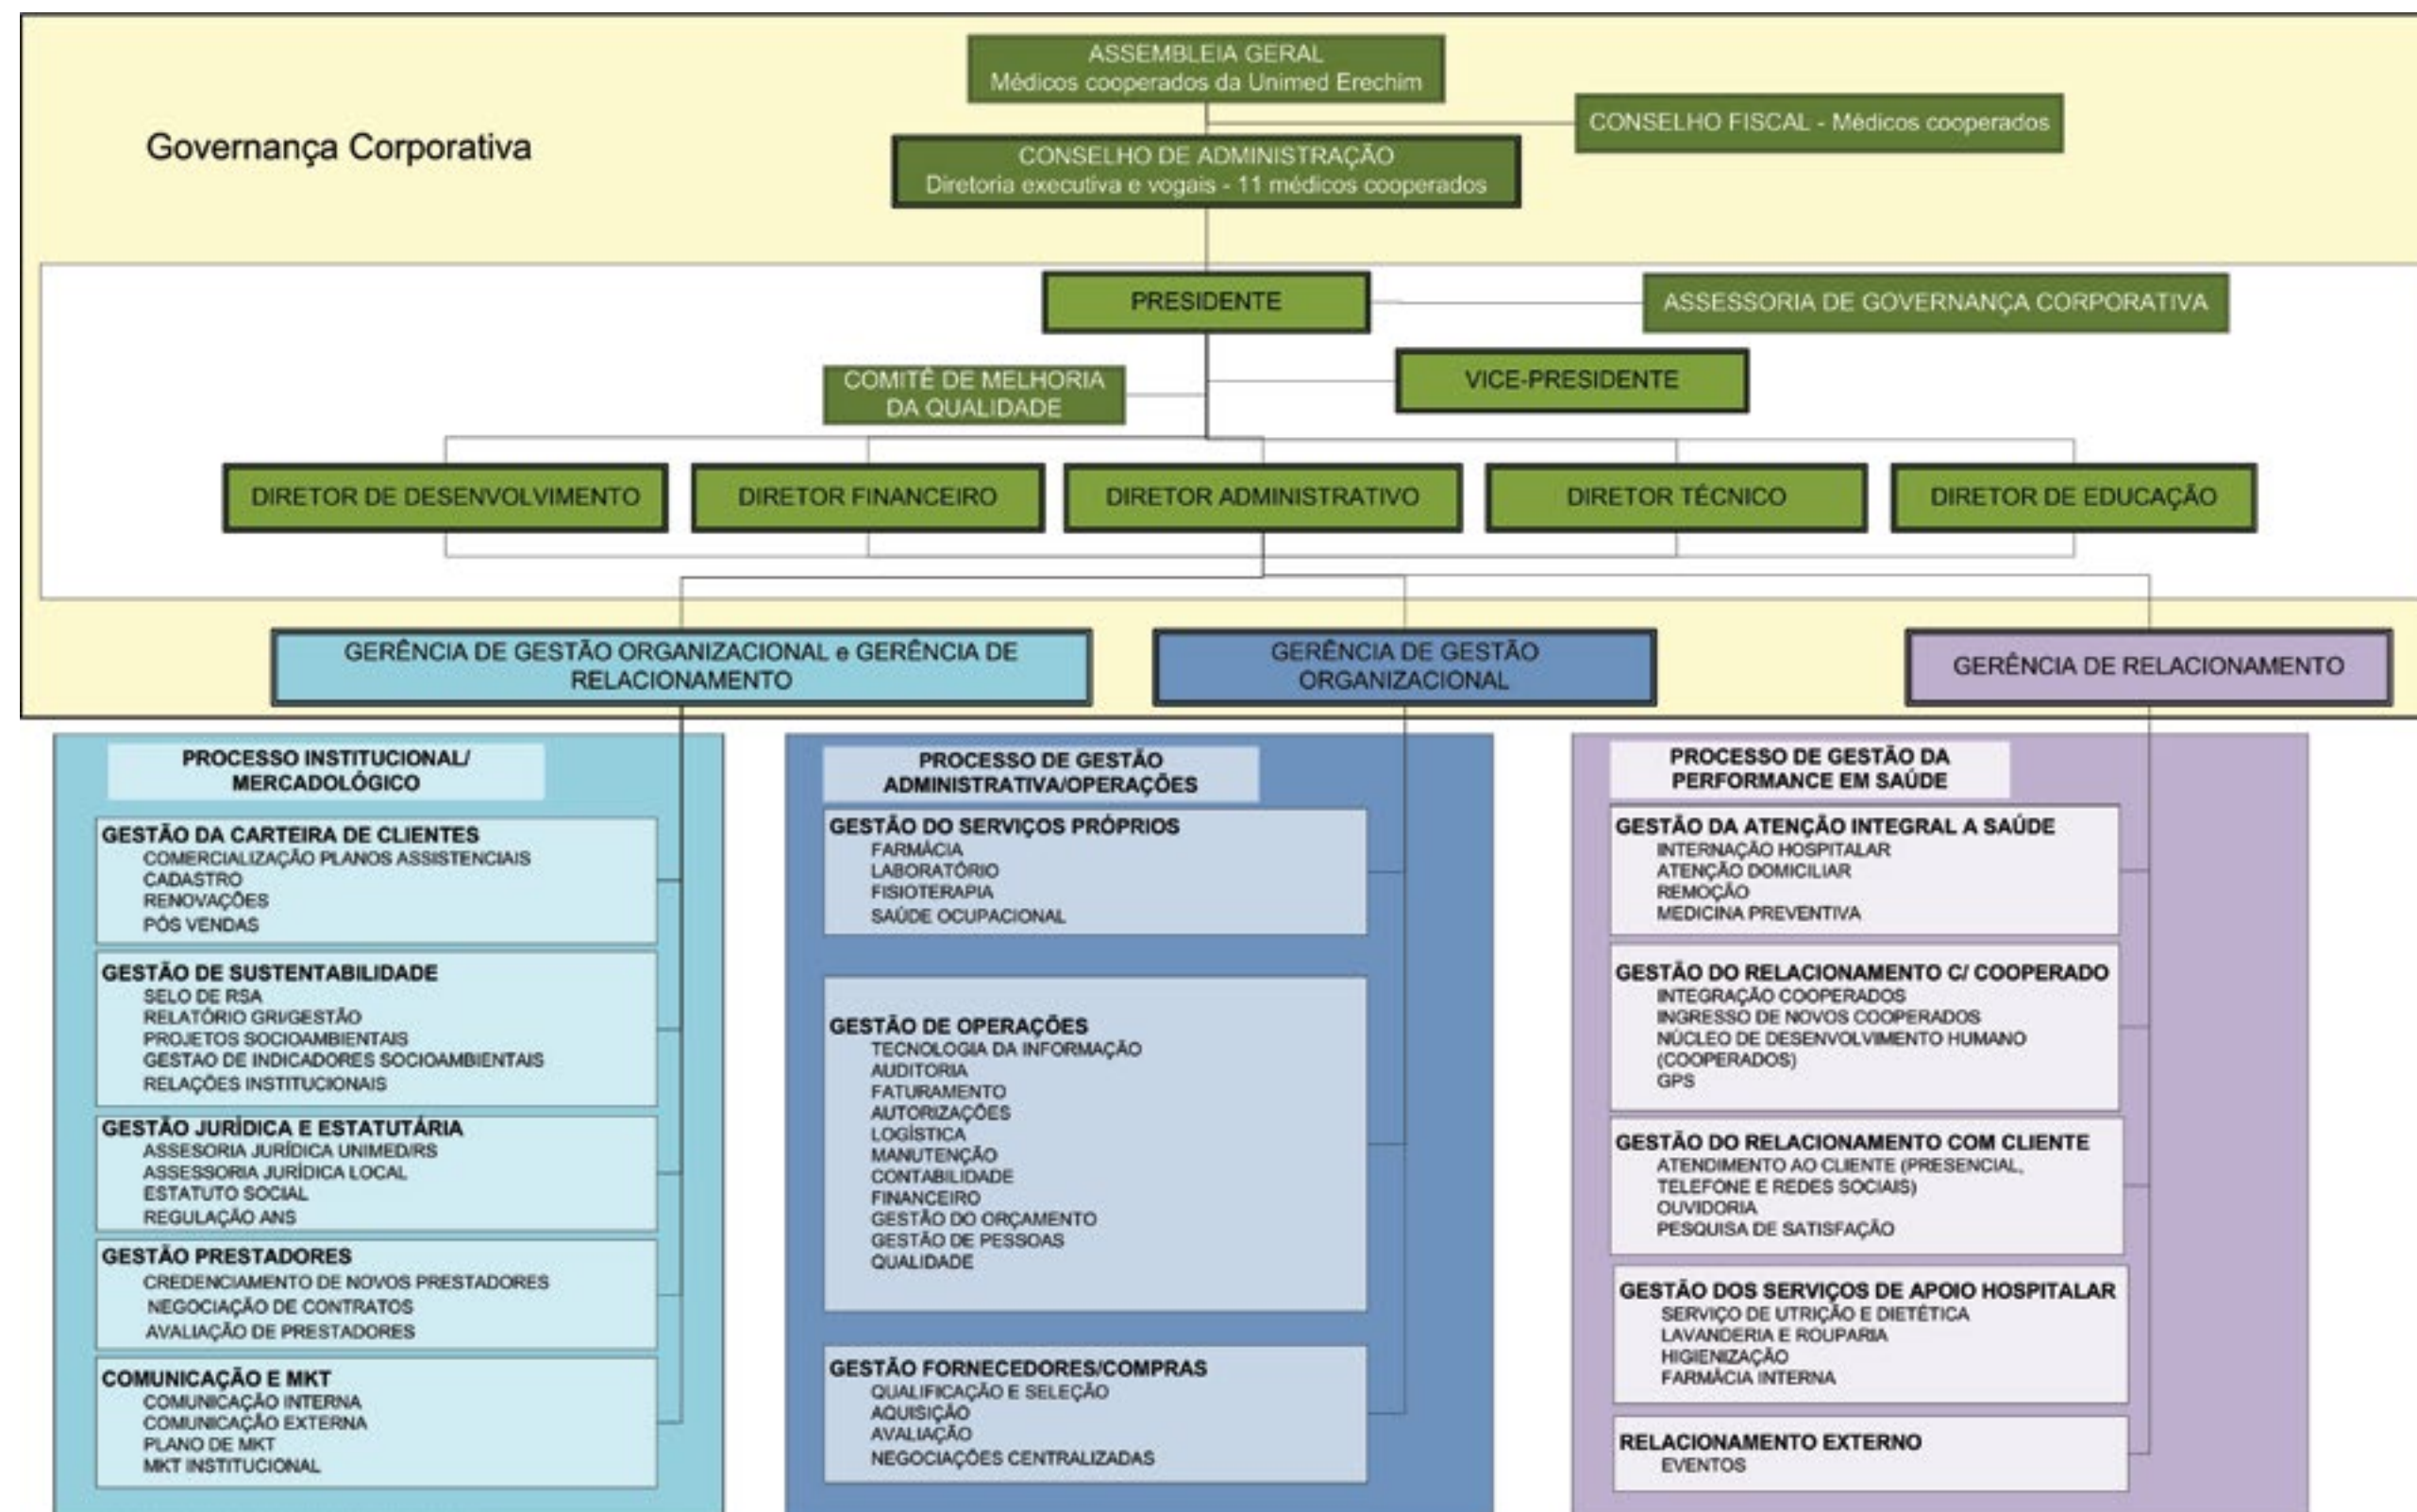 ASSEMBLEIA GERAL
Médicos cooperados da Unimed Erechim
CONSELHO FISCAL - Médicos cooperados
Governança Corporativa
CONSELHO DE ADMINISTRAÇÃO
Diretoria executiva e vogais - 11 médicos cooperados
PRESIDENTE
ASSESSORIA DE GOVERNANÇA CORPORATIVA
COMITÊ DE MELHORIA
DA QUALIDADE
VICE-PRESIDENTE
DIRETOR DE DESENVOLVIMENTO
DIRETOR FINANCEIRO
DIRETOR ADMINISTRATIVO
DIRETOR TÉCNICO
DIRETOR DE EDUCAÇÃO
GERÊNCIA DE GESTÃO ORGANIZACIONAL e GERÊNCIA DE
RELACIONAMENTO
GERÊNCIA DE GESTÃO
ORGANIZACIONAL
GERÊNCIA DE RELACIONAMENTO
PROCESSO INSTITUCIONAL/
MERCADOLÓGICO
GESTÃO DA CARTEIRA DE CLIENTES
COMERCIALIZAÇÃO PLANOS ASSISTENCIAIS
CADASTRO
RENOVAÇÕES
PÓS VENDAS
GESTÃO DE SUSTENTABILIDADE
SELO DE RSA
RELATÓRIO GRI/GESTÃO
PROJETOS SOCIOAMBIENTAIS
GESTAO DE INDICADORES SOCIOAMBIENTAIS
RELAÇÕES INSTITUCIONAIS
GESTÃO JURÍDICA E ESTATUTÁRIA
ASSESORIA JURÍDICA UNIMED/RS
ASSESSORIA JURÍDICA LOCAL
ESTATUTO SOCIAL
REGULAÇÃO ANS
GESTÃO PRESTADORES
CREDENCIAMENTO DE NOVOS PRESTADORES
NEGOCIAÇÃO DE CONTRATOS
AVALIAÇÃO DE PRESTADORES
COMUNICAÇÃO E MKT
COMUNICAÇÃO INTERNA
COMUNICAÇÃO EXTERNA
PLANO DE MKT
MKT INSTITUCIONAL
PROCESSO DE GESTÃO
ADMINISTRATIVA/OPERAÇÕES
GESTÃO DO SERVIÇOS PRÓPRIOS
FARMÁCIA
LABORATÓRIO
FISIOTERAPIA
SAÚDE OCUPACIONAL
GESTÃO DE OPERAÇÕES
TECNOLOGIA DA INFORMAÇÃO
AUDITORIA
FATURAMENTO
AUTORIZAÇÕES
LOGÍSTICA
MANUTENÇÃO
CONTABILIDADE
FINANCEIRO
GESTÃO DO ORÇAMENTO
GESTÃO DE PESSOAS
QUALIDADE
GESTÃO FORNECEDORES/COMPRAS
QUALIFICAÇÃO E SELEÇÃO
AQUISIÇÃO
AVALIAÇÃO
NEGOCIAÇÕES CENTRALIZADAS
PROCESSO DE GESTÃO DA
PERFORMANCE EM SAÚDE
GESTÃO DA ATENÇÃO INTEGRAL A SAÚDE
INTERNAÇÃO HOSPITALAR
ATENÇÃO DOMICILIAR
REMOÇÃO
MEDICINA PREVENTIVA
GESTÃO DO RELACIONAMENTO C/ COOPERADO
INTEGRAÇÃO COOPERADOS
INGRESSO DE NOVOS COOPERADOS
NÚCLEO DE DESENVOLVIMENTO HUMANO
(COOPERADOS)
GPS
GESTÃO DO RELACIONAMENTO COM CLIENTE
ATENDIMENTO AO CLIENTE (PRESENCIAL,
TELEFONE E REDES SOCIAIS)
OUVIDORIA
PESQUISA DE SATISFAÇÃO
GESTÃO DOS SERVIÇOS DE APOIO HOSPITALAR
SERVIÇO DE UTRIÇÃO E DIETÉTICA
LAVANDERIA E ROUPARIA
HIGIENIZAÇÃO
FARMÁCIA INTERNA
RELACIONAMENTO EXTERNO
EVENTOS